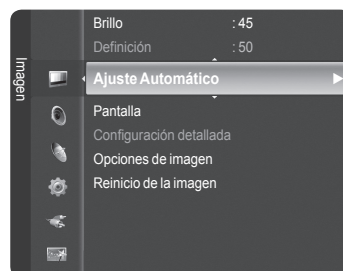 Imagen
Brillo : 45
Definición : 50
Ajuste Automático
Pantalla
Configuración detallada
Opciones de imagen
Reinicio de la imagen